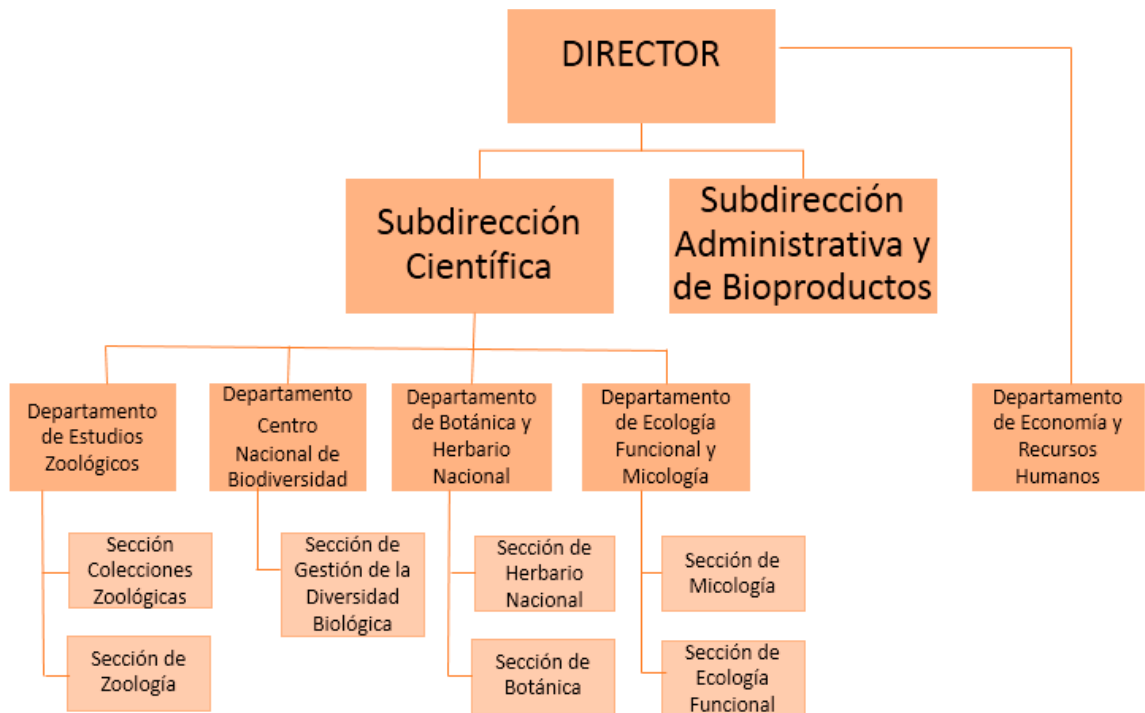 DIRECTOR
Subdirección
Científica
Subdirección
Administrativa y
de Bioproductos
Departamento
de Estudios
Zoológicos
Departamento
Centro
Nacional de
Biodiversidad
Departamento
de Botánica y
Herbario
Nacional
Departamento
de Ecología
Funcional y
Micología
Departamento
de Economía y
Recursos
Humanos
Sección
Colecciones
Zoológicas
Sección de
Zoología
Sección de
Gestión de la
Diversidad
Biológica
Sección de
Herbario
Nacional
Sección de
Botánica
Sección de
Micología
Sección de
Ecología
Funcional